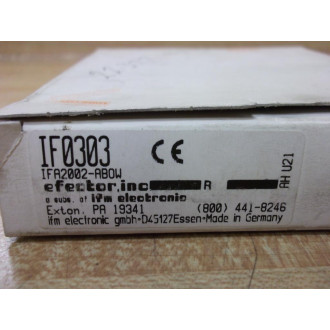 IF0303 CE
IFA2002-ABOW
efector,inc R
a subs. of ifm electronic
Exton, PA 19341 (800) 441-8246
ifm electronic gmbh·D45127Essen·Made in Germany
AH U21